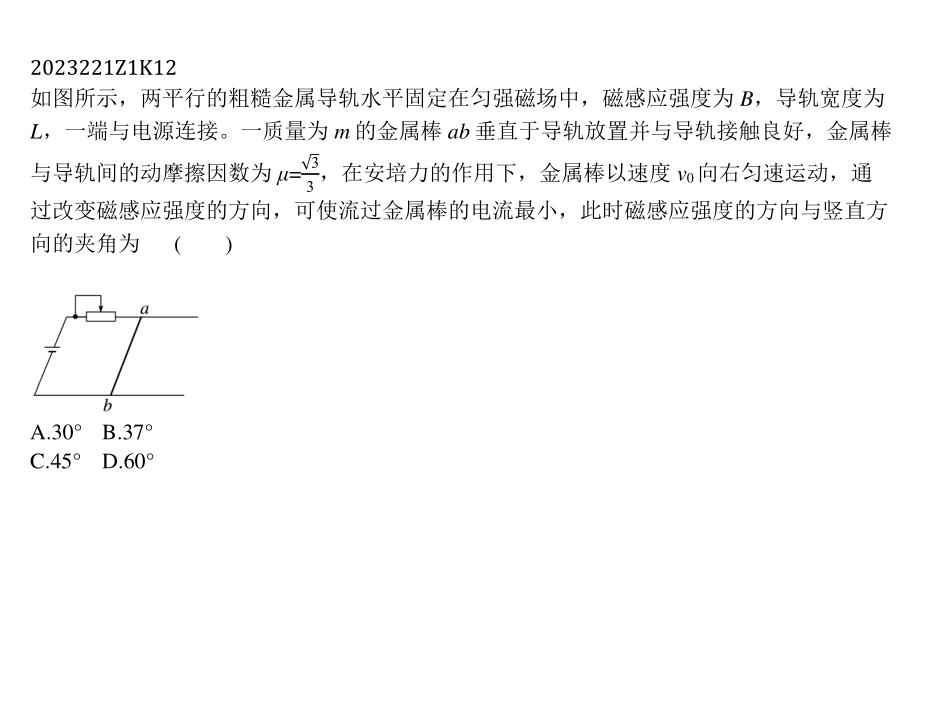 2023221Z1K12
如图所示，两平行的粗糙金属导轨水平固定在匀强磁场中，磁感应强度为 B，导轨宽度为
L，一端与电源连接。一质量为 m 的金属棒 ab 垂直于导轨放置并与导轨接触良好，金属棒
与导轨间的动摩擦因数为 μ=√3/3，在安培力的作用下，金属棒以速度 v₀向右匀速运动，通
过改变磁感应强度的方向，可使流过金属棒的电流最小，此时磁感应强度的方向与竖直方
向的夹角为 ( )
a
b
A.30° B.37°
C.45° D.60°